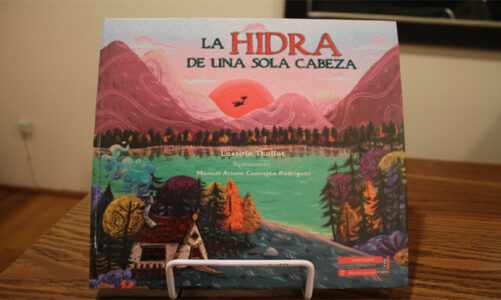 LA HIDRA
DE UNA SOLA CABEZA
Laetitia Thollot
Ilustraciones
Manuel Arturo Castrejón Rodríguez